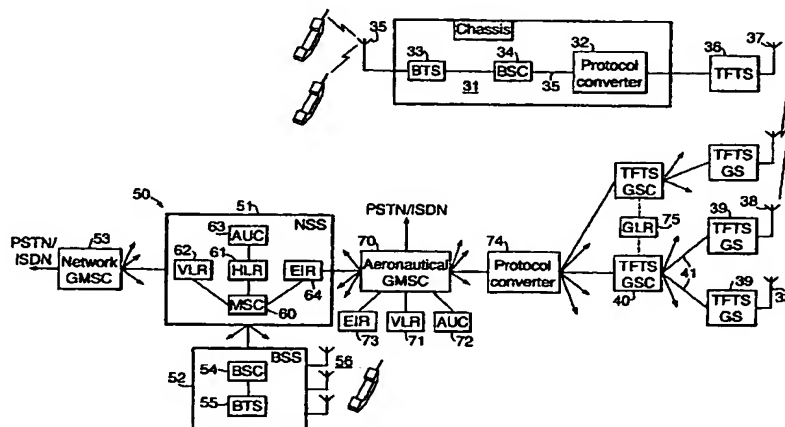 35
Chassis
33
BTS
34
BSC
32
Protocol converter
31
35
36
TFTS
37
TFTS GS
TFTS GSC
GLR
75
TFTS GSC
40
41
38
39
TFTS GS
39
TFTS GS
50
51
NSS
PSTN/ISDN
53
Network GMSC
63
AUC
62
VLR
61
HLR
EIR
64
MSC
60
PSTN/ISDN
70
Aeronautical GMSC
EIR
73
VLR
71
AUC
72
74
Protocol converter
BSS
52
54
BSC
55
BTS
56